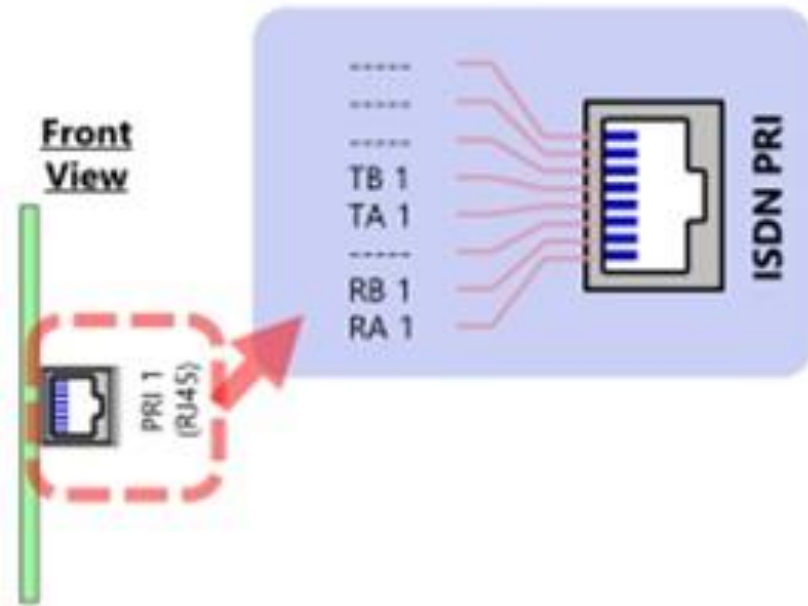 Front
View
-----
-----
-----
TB 1
TA 1
-----
RB 1
RA 1
ISDN PRI
PRI 1
(RJ45)